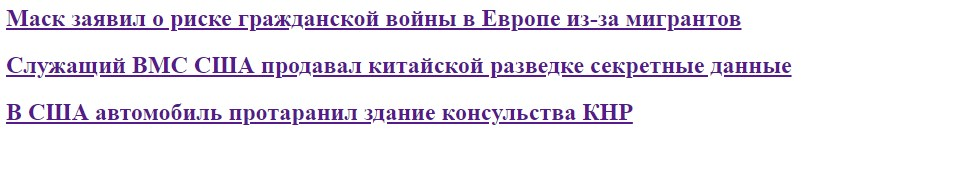 Маск заявил о риске гражданской войны в Европе из-за мигрантов
Служащий ВМС США продавал китайской разведке секретные данные
В США автомобиль протаранил здание консульства КНР